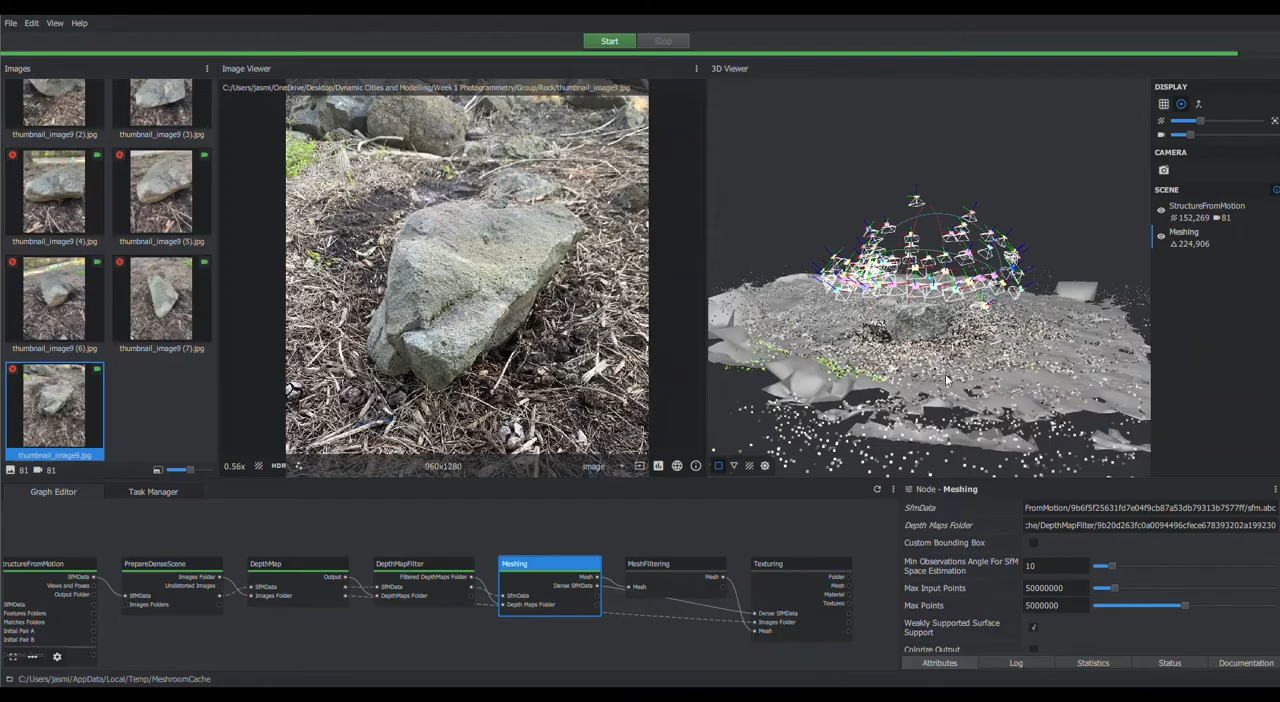 File Edit View Help
Start Stop
Images
Image Viewer
3D Viewer
C:/Users/jasmi/OneDrive/Desktop/Dynamic Cities and Modelling/Week 1 Photogrammetry/Group/Rock/thumbnail_image9.jpg
thumbnail_image9 (2).jpg
thumbnail_image9 (3).jpg
thumbnail_image9 (4).jpg
thumbnail_image9 (5).jpg
thumbnail_image9 (6).jpg
thumbnail_image9 (7).jpg
thumbnail_image9.jpg
81 81
0.56x HDR 960x1280 image
DISPLAY
CAMERA
SCENE
StructureFromMotion
152,269 81
Meshing
224,906
Graph Editor
Task Manager
tructureFromMotion
SfMData
Views and Poses
Output Folder
SfMData
Features Folders
Matches Folders
Initial Pair A
Initial Pair B
PrepareDenseScene
Images Folder
Undistorted Images
SfMData
Images Folders
DepthMap
Output
SfMData
Images Folder
DepthMapFilter
Filtered DepthMaps Folder
SfMData
DepthMaps Folder
Meshing
Mesh
Dense SfMData
SfmData
Depth Maps Folder
MeshFiltering
Mesh
Mesh
Texturing
Folder
Mesh
Material
Textures
Dense SfMData
Images Folder
Mesh
Node - Meshing
SfmData FromMotion/9b6f5f25631fd7e04f9cb87a53db79313b7577ff/sfm.abc
Depth Maps Folder :he/DepthMapFilter/9b20d263fc0a0094496cfece678393202a199230
Custom Bounding Box
Min Observations Angle For SfM
Space Estimation
10
Max Input Points 50000000
Max Points 5000000
Weakly Supported Surface
Support
Colorize Output
Attributes Log Statistics Status Documentation
C:/Users/jasmi/AppData/Local/Temp/MeshroomCache